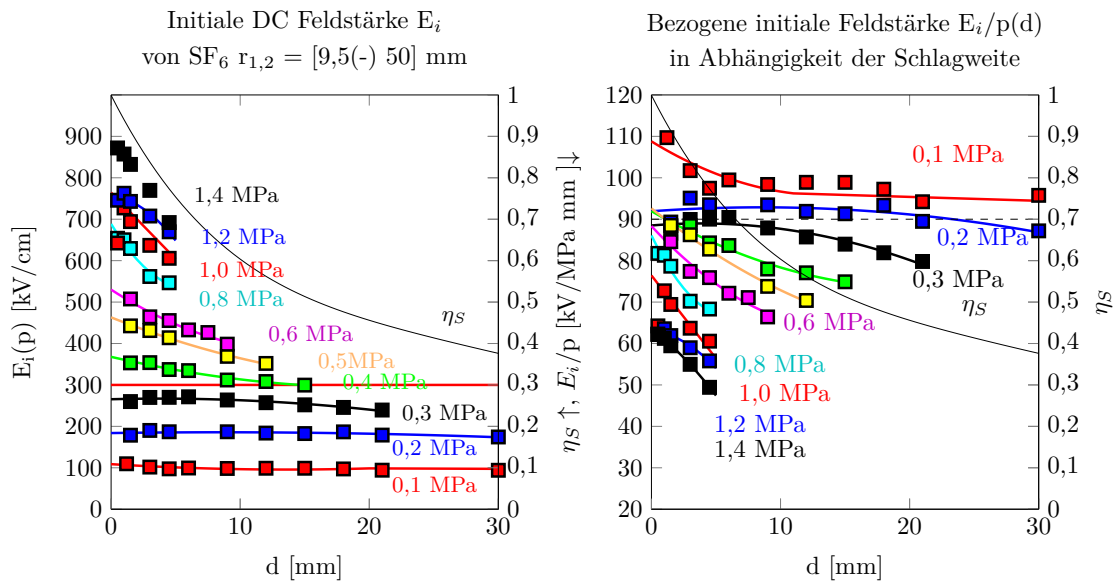 Initiale DC Feldstärke E_i
von SF_6 r_{1,2} = [9,5(-) 50] mm
Bezogene initiale Feldstärke E_i/p(d)
in Abhängigkeit der Schlagweite
E_i(p) [kV/cm]
0
100
200
300
400
500
600
700
800
900
0
10
20
30
d [mm]
0
0,1
0,2
0,3
0,4
0,5
0,6
0,7
0,8
0,9
1
1,4 MPa
1,2 MPa
1,0 MPa
0,8 MPa
η_S
0,6 MPa
0,5MPa
0,4 MPa
0,3 MPa
0,2 MPa
0,1 MPa
η_S ↑, E_i/p [kV/MPa mm ]↓
20
30
40
50
60
70
80
90
100
110
120
0
10
20
30
d [mm]
0
0,1
0,2
0,3
0,4
0,5
0,6
0,7
0,8
0,9
1
η_S
0,1 MPa
0,2 MPa
0,3 MPa
η_S
0,6 MPa
0,8 MPa
1,0 MPa
1,2 MPa
1,4 MPa